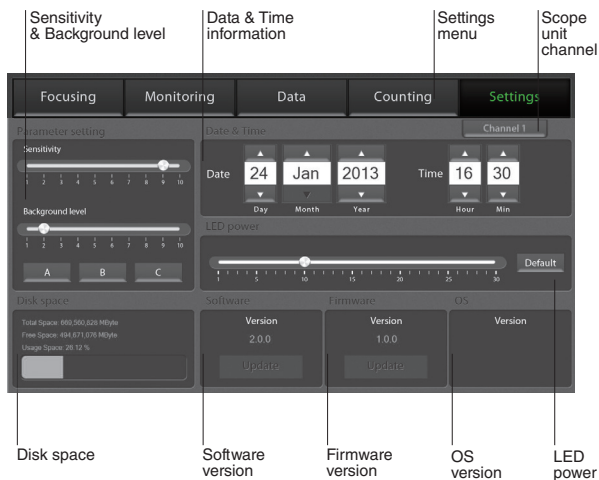 Sensitivity
& Background level
Data & Time
information
Settings
menu
Scope
unit
channel
Focusing
Monitoring
Data
Counting
Settings
Parameter setting
Date & Time
Channel 1
Sensitivity
1 2 3 4 5 6 7 8 9 10
Date
24
Jan
2013
Time
16
30
Day
Month
Year
Hour
Min
Background level
1 2 3 4 5 6 7 8 9 10
A
B
C
LED power
1 5 10 15 20 25 30
Default
Disk space
Software
Firmware
OS
Total Space: 669,560,828 MByte
Free Space: 494,671,076 MByte
Usage Space: 26.12 %
Version
2.0.0
Update
Version
1.0.0
Update
Version
Disk space
Software
version
Firmware
version
OS
version
LED
power